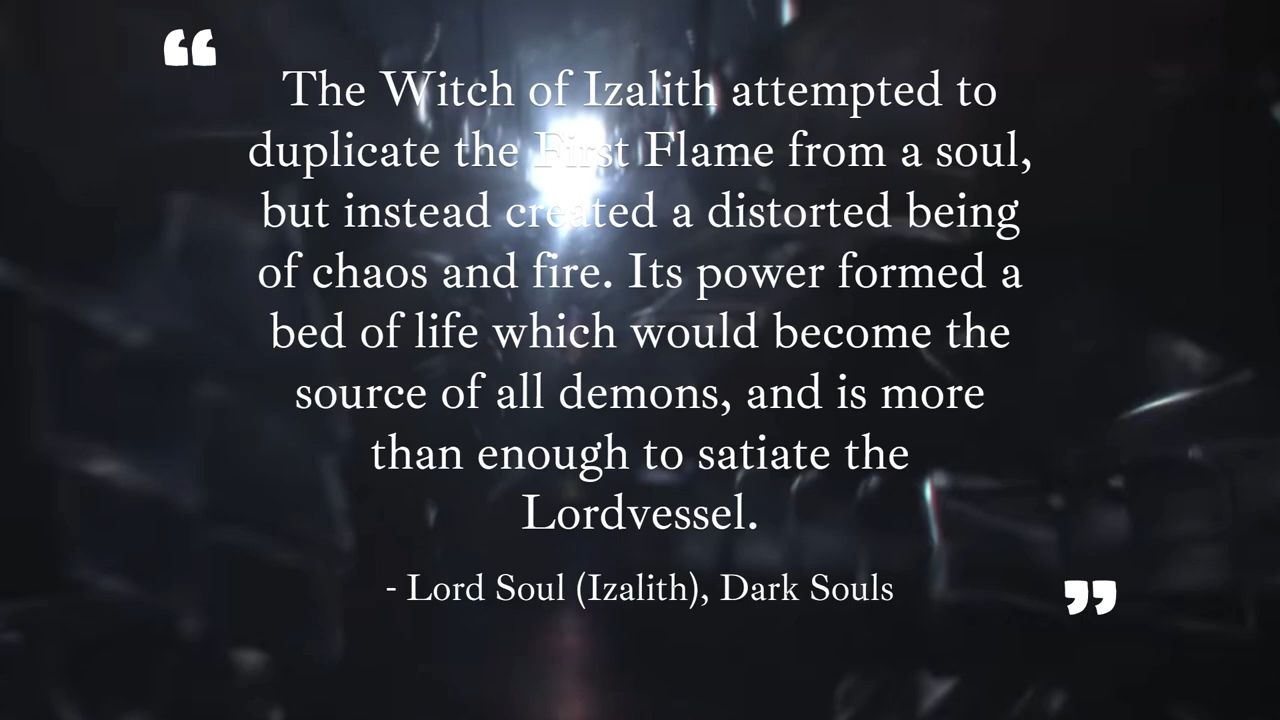 “
The Witch of Izalith attempted to
duplicate the First Flame from a soul,
but instead created a distorted being
of chaos and fire. Its power formed a
bed of life which would become the
source of all demons, and is more
than enough to satiate the
Lordvessel.
- Lord Soul (Izalith), Dark Souls
”